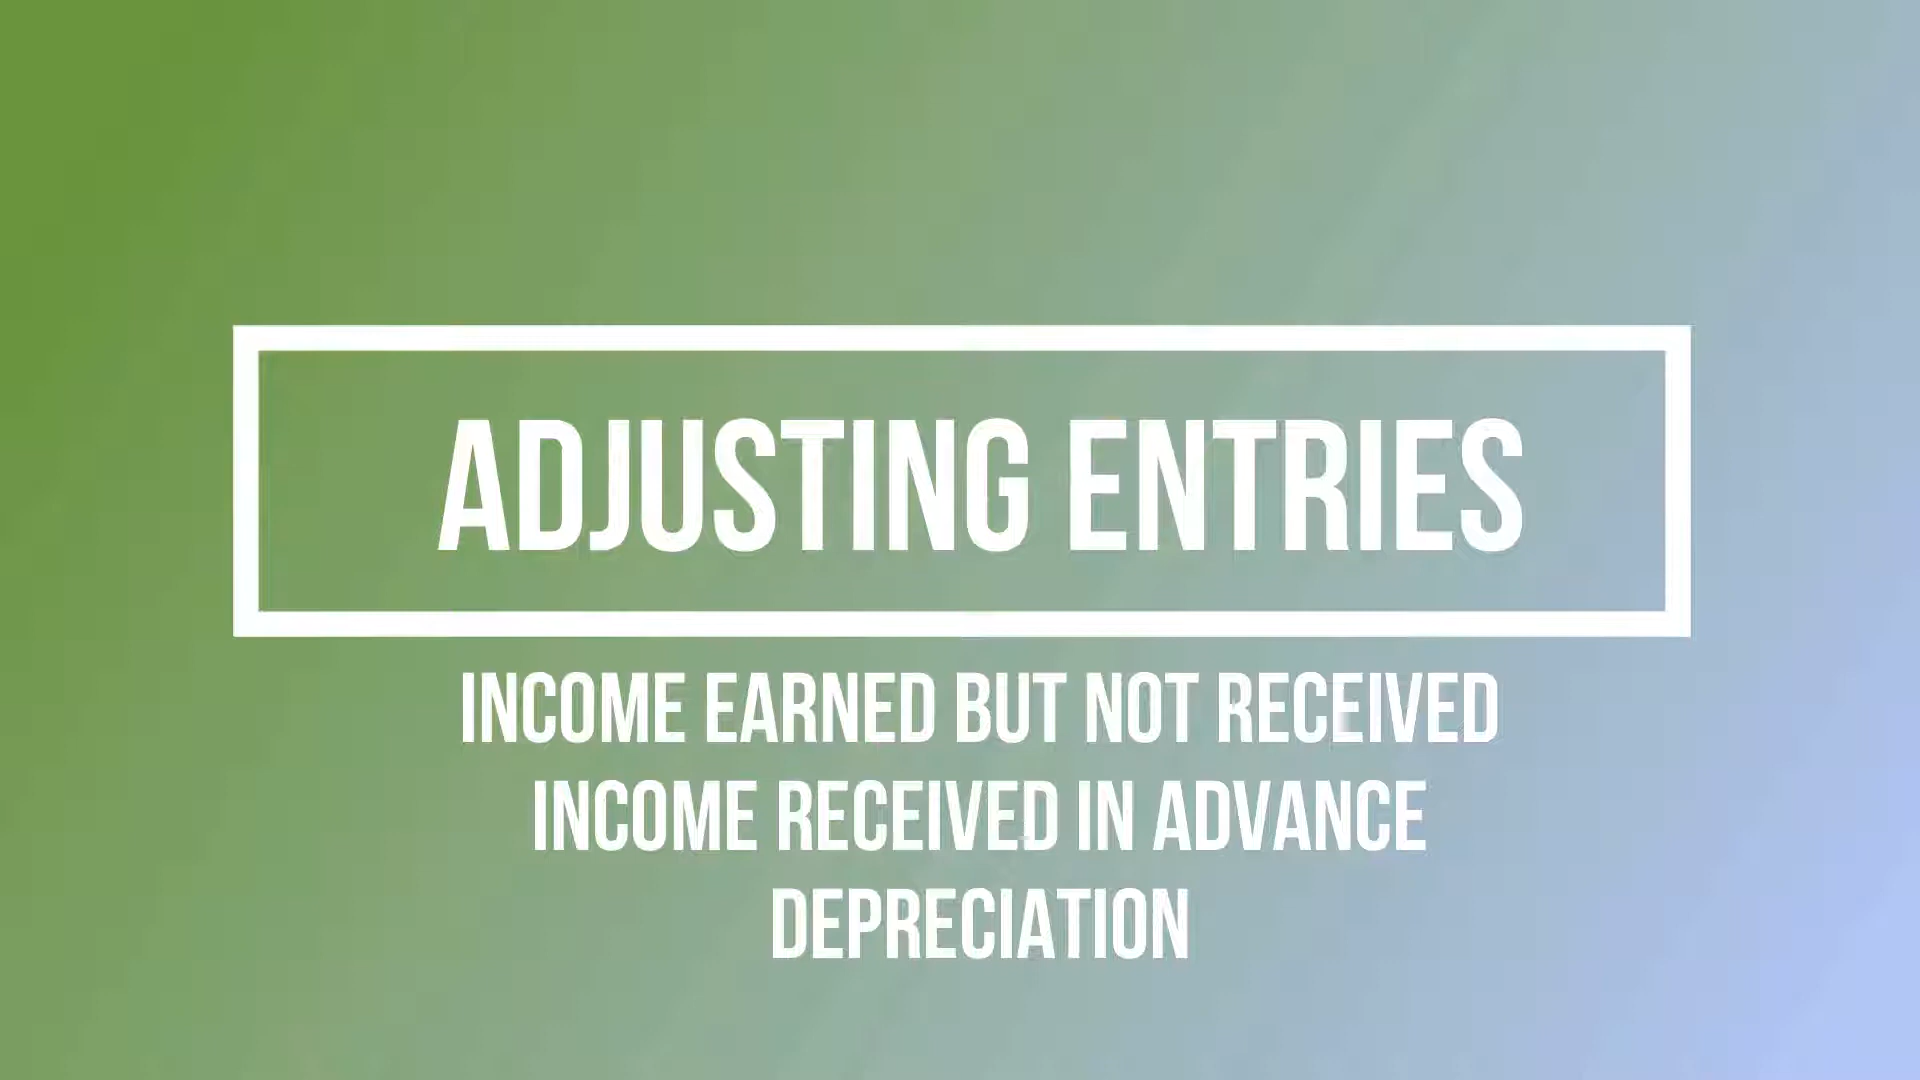 ADJUSTING ENTRIES
INCOME EARNED BUT NOT RECEIVED
INCOME RECEIVED IN ADVANCE
DEPRECIATION